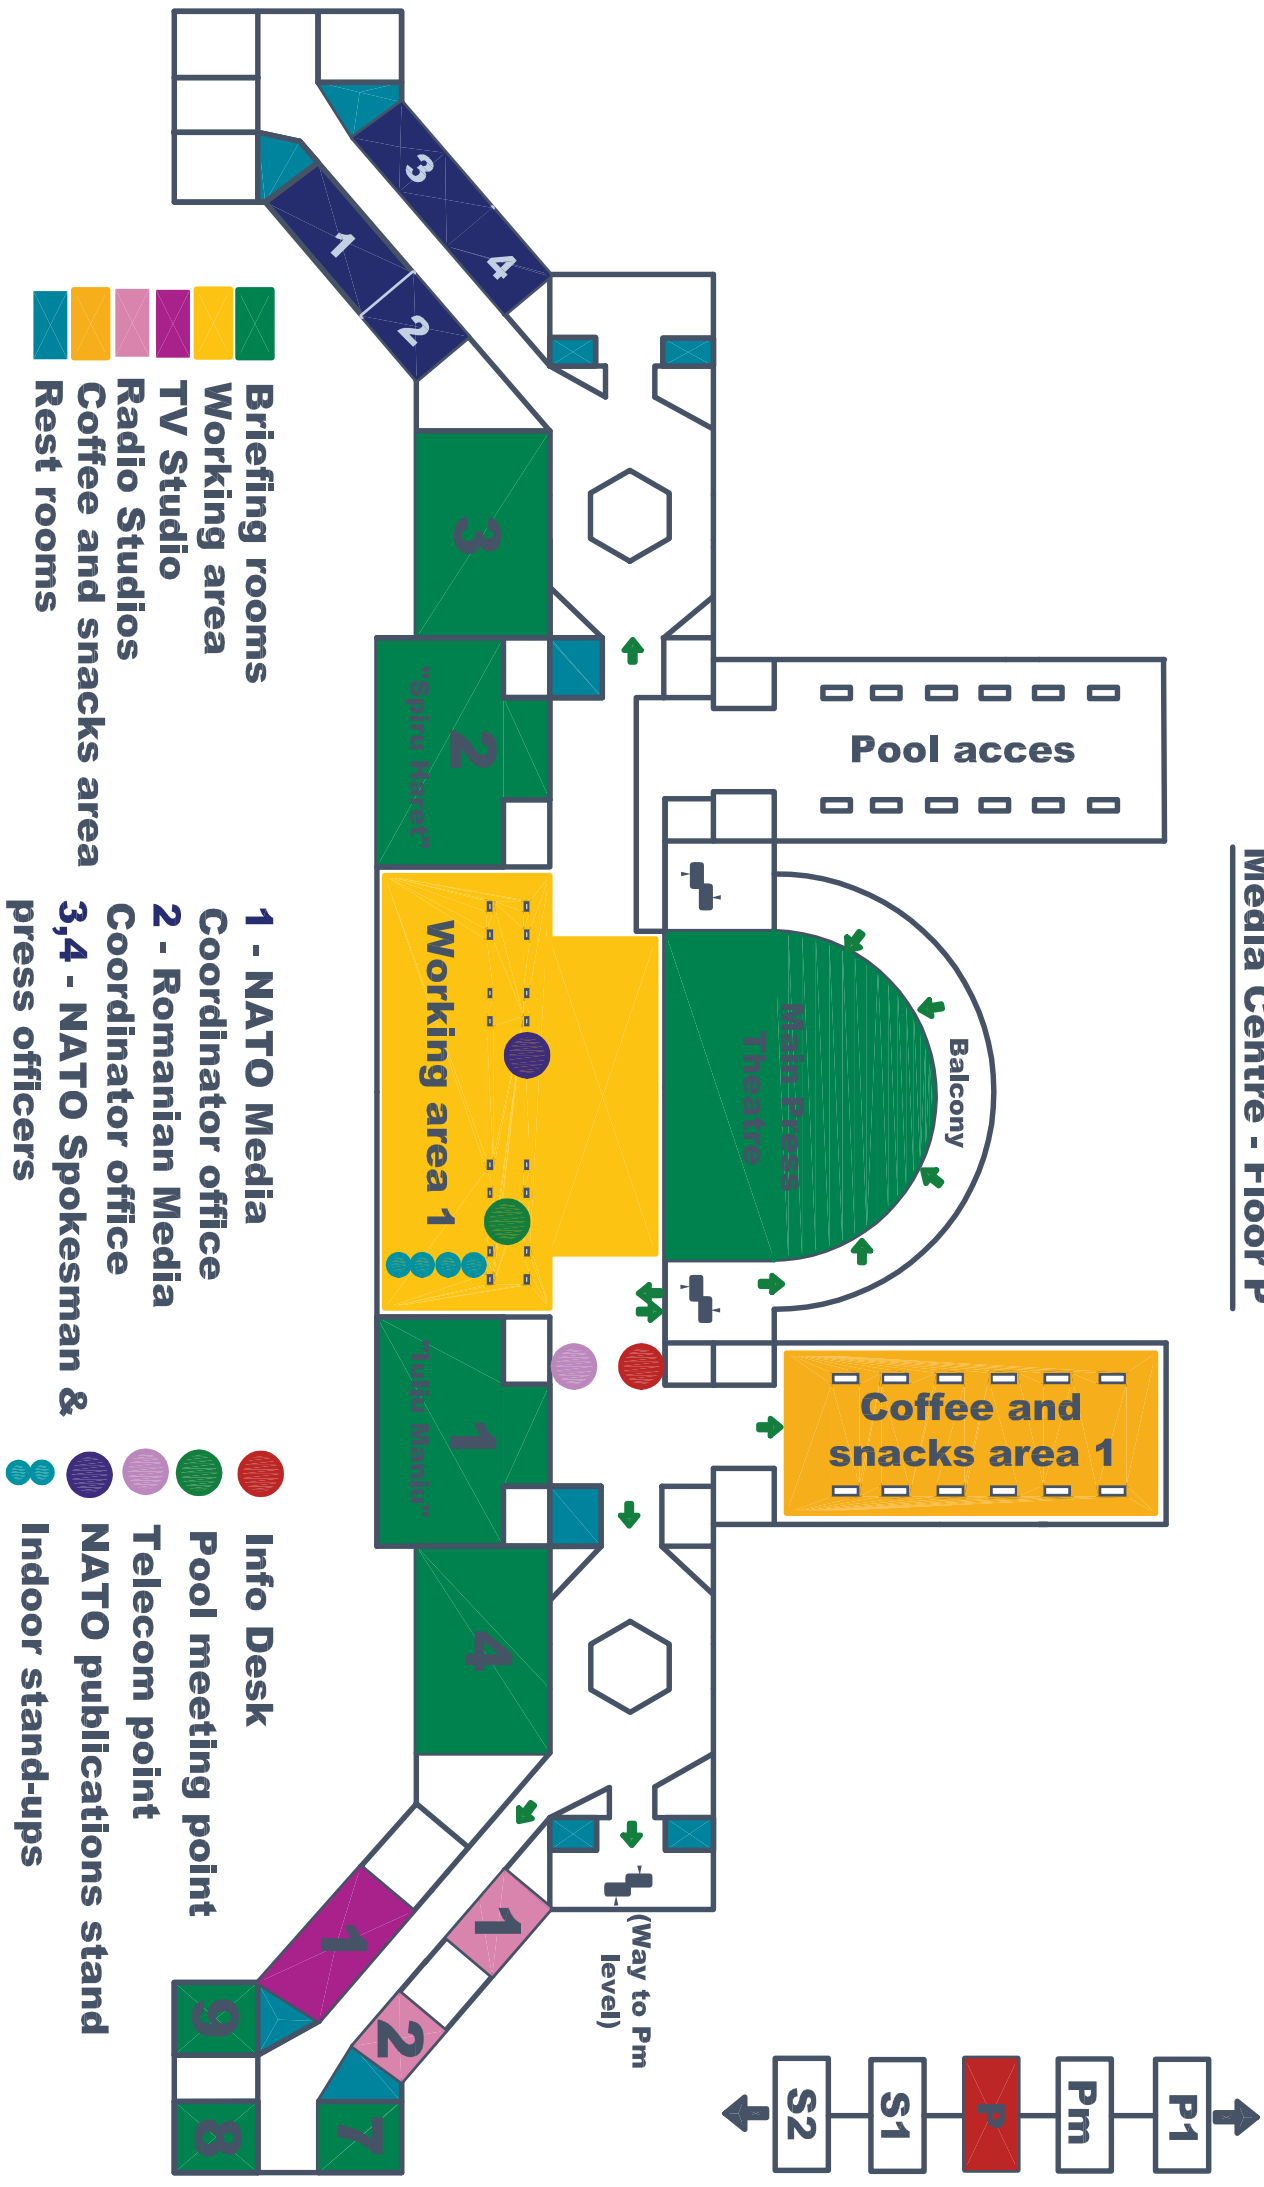 Media Centre - Floor P
P1
Pm
P
S1
S2
Pool acces
Balcony
Main Press
Theatre
Coffee and
snacks area 1
(Way to Pm
level)
3
4
1
2
3
2
"Spiru Haret"
Working area 1
1
"Iuliu Maniu"
4
1
2
1
7
8
9
Briefing rooms
Working area
TV Studio
Radio Studios
Coffee and snacks area
Rest rooms
1 - NATO Media
Coordinator office
2 - Romanian Media
Coordinator office
3,4 - NATO Spokesman &
press officers
Info Desk
Pool meeting point
Telecom point
NATO publications stand
Indoor stand-ups